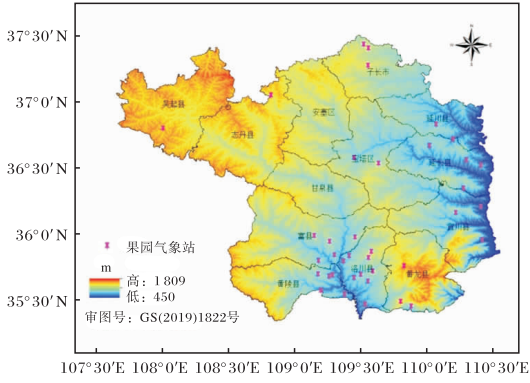 37°30′N
37°0′N
36°30′N
36°0′N
35°30′N
子长市
吴起县
安塞区
志丹县
延川县
宝塔区
延长县
甘泉县
富县
宜川县
洛川县
黄龙县
黄陵县
果园气象站
m
高：1 809
低：450
审图号：GS(2019)1822号
107°30′E 108°0′E 108°30′E 109°0′E 109°30′E 110°0′E 110°30′E